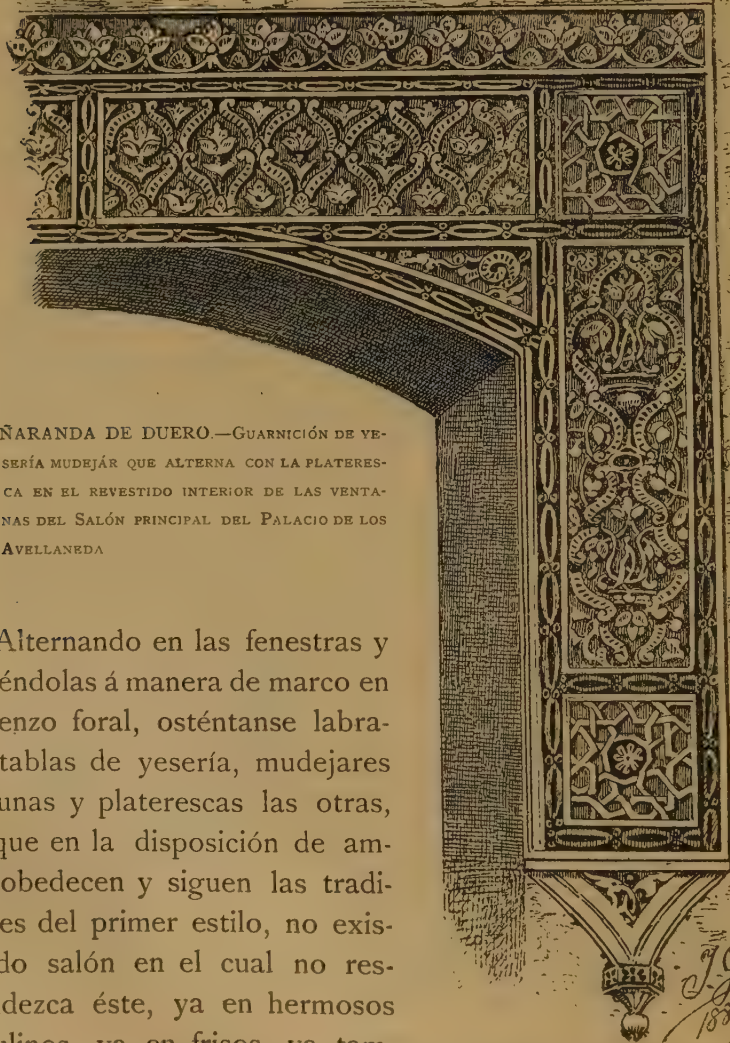 ÑARANDA DE DUERO.—GUARNICIÓN DE YE-
SERÍA MUDEJÁR QUE ALTERNA CON LA PLATERES-
CA EN EL REVESTIDO INTERIOR DE LAS VENTA-
NAS DEL SALÓN PRINCIPAL DEL PALACIO DE LOS
AVELLANEDA
Alternando en las fenestras y
éndolas á manera de marco en
enzo foral, osténtanse labra-
tablas de yesería, mudejares
unas y platerescas las otras,
que en la disposición de am-
obedecen y siguen las tradi-
es del primer estilo, no exis-
do salón en el cual no res-
dezca éste, ya en hermosos
ya en frisos, ya